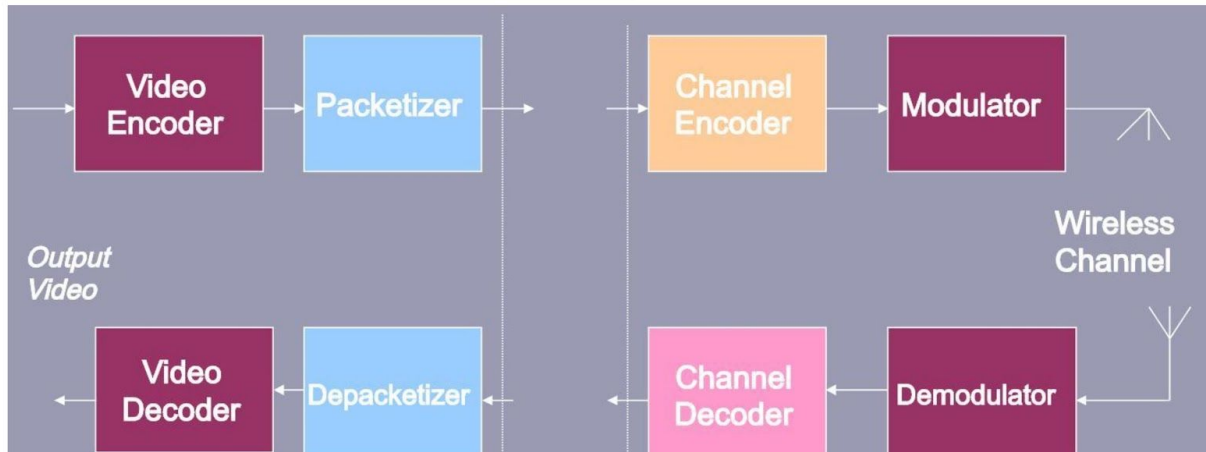 Video
Encoder
Packetizer
Channel
Encoder
Modulator
Wireless
Channel
Output
Video
Video
Decoder
Depacketizer
Channel
Decoder
Demodulator